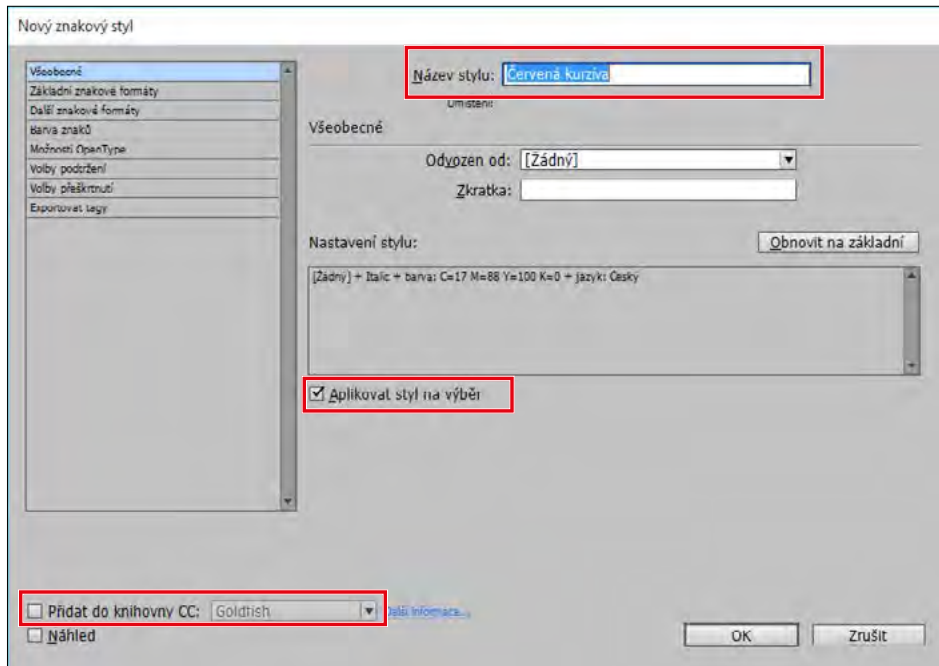 Nový znakový styl
Všeobecné
Základní znakové formáty
Další znakové formáty
Barva znaků
Možnosti OpenType
Volby podtržení
Volby přeškrtnutí
Exportovat tagy
Název stylu: Červená kurzíva
Umístění:
Všeobecné
Odvozen od: [Žádný]
Zkratka:
Nastavení stylu:
Obnovit na základní
[Žádný] + Italic + barva: C=17 M=88 Y=100 K=0 + jazyk: Český
Aplikovat styl na výběr
Přidat do knihovny CC: Goldfish
Další informace...
Náhled
OK
Zrušit